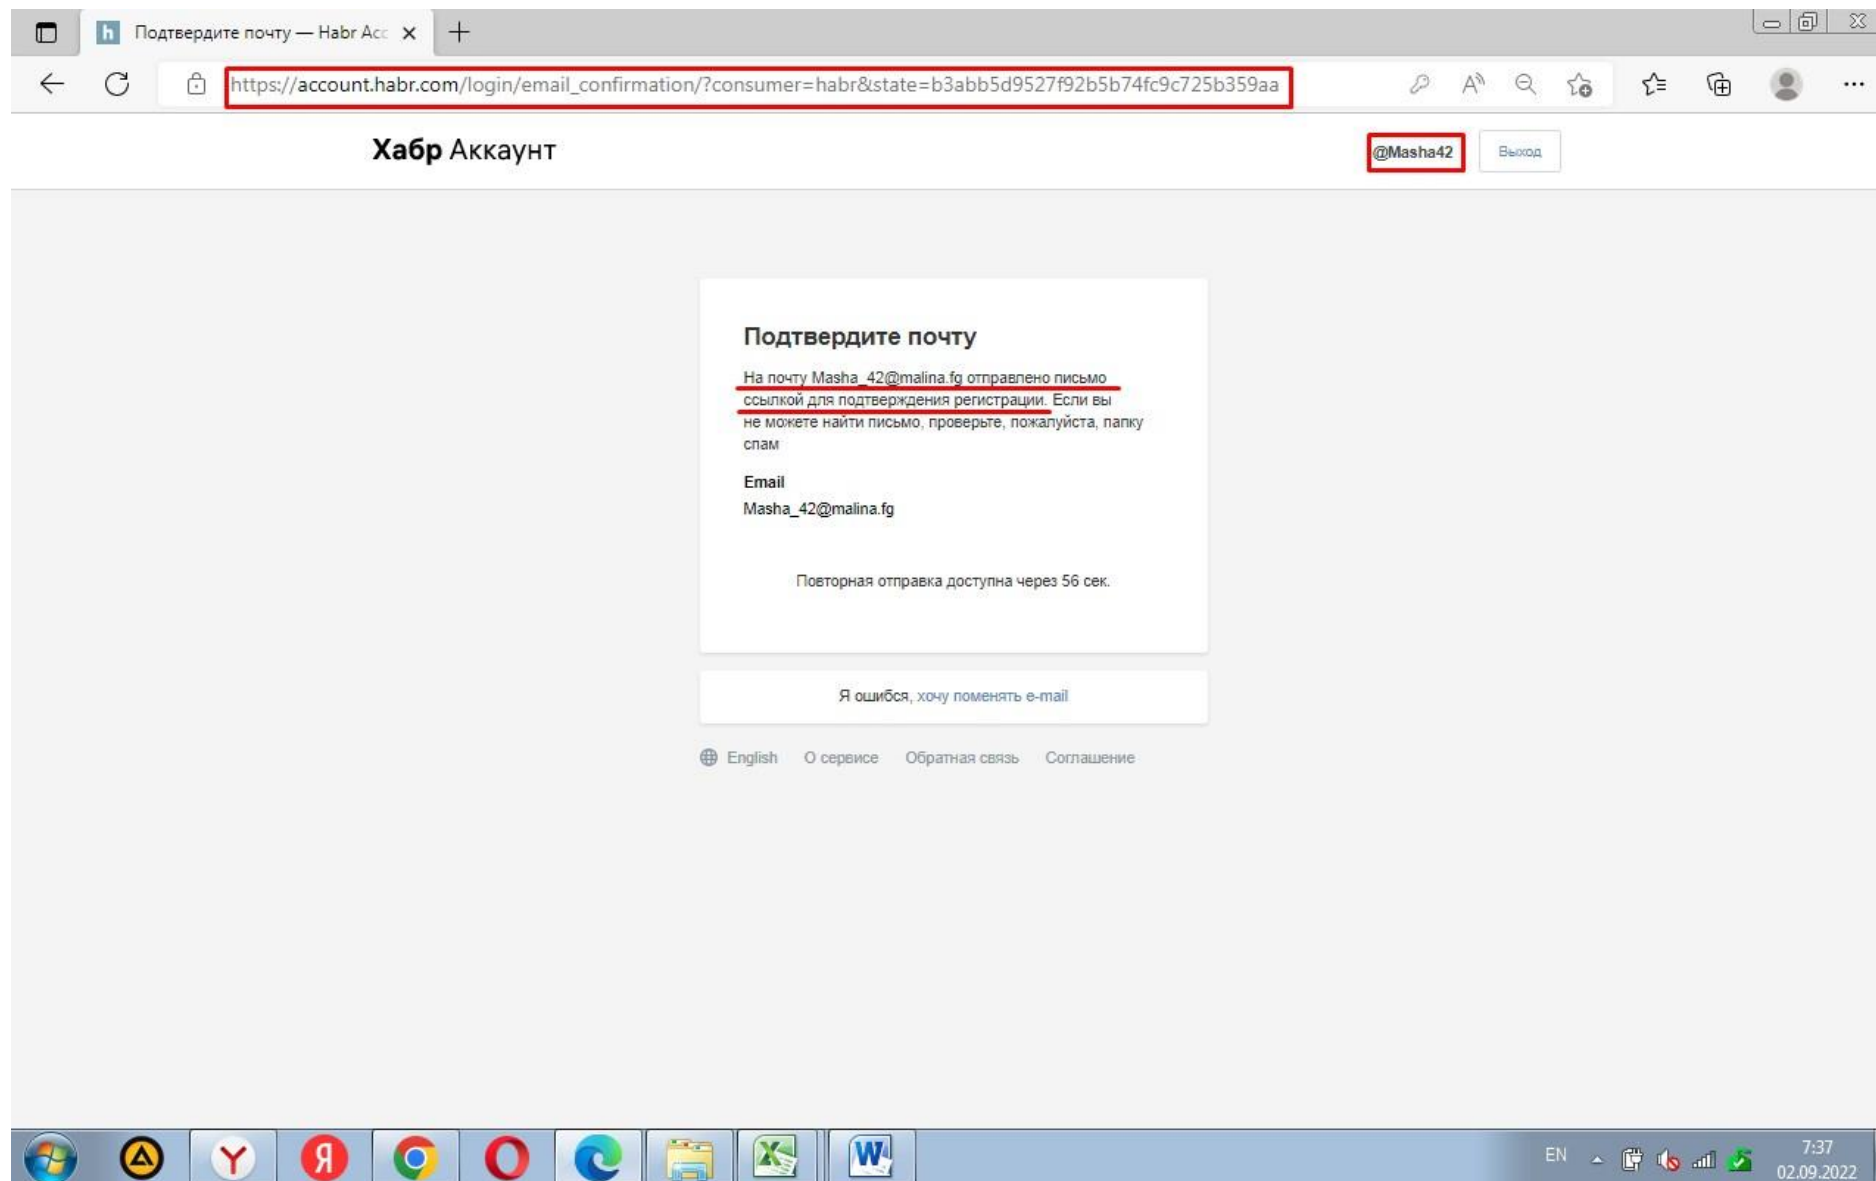 Подтвердите почту — Habr Acc
https://account.habr.com/login/email_confirmation/?consumer=habr&state=b3abb5d9527f92b5b74fc9c725b359aa
Хабр Аккаунт
@Masha42
Выход
Подтвердите почту
На почту Masha_42@malina.fg отправлено письмо
ссылкой для подтверждения регистрации. Если вы
не можете найти письмо, проверьте, пожалуйста, папку
спам
Email
Masha_42@malina.fg
Повторная отправка доступна через 56 сек.
Я ошибся, хочу поменять e-mail
English О сервисе Обратная связь Соглашение
EN
7:37
02.09.2022